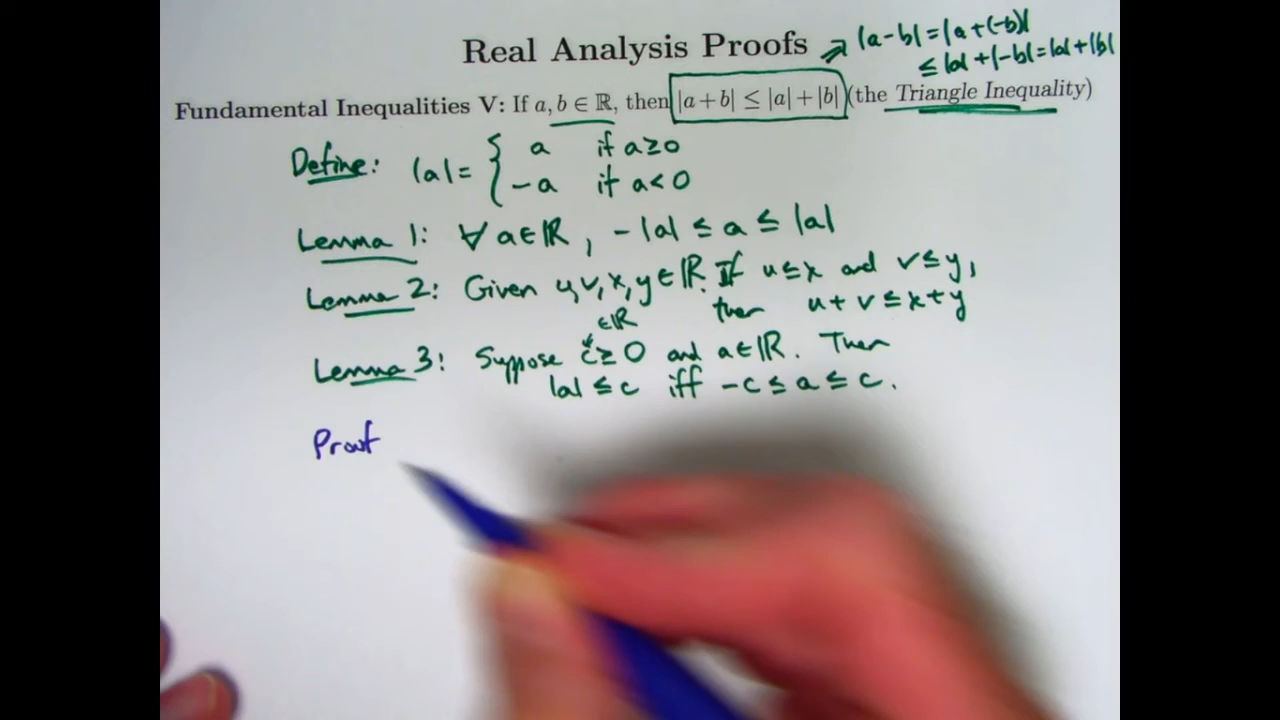 Real Analysis Proofs
|a-b| = |a+(-b)|
≤ |a|+|-b| = |a|+|b|
Fundamental Inequalities V: If a, b ∈ ℝ, then |a + b| ≤ |a| + |b| (the Triangle Inequality)
Define: |a| = { a if a ≥ 0
-a if a < 0
Lemma 1: ∀ a ∈ ℝ, -|a| ≤ a ≤ |a|
Lemma 2: Given u, v, x, y ∈ ℝ. If u ≤ x and v ≤ y,
then u + v ≤ x + y
∈ ℝ
Lemma 3: Suppose c ≥ 0 and a ∈ ℝ. Then
|a| ≤ c iff -c ≤ a ≤ c.
Proof